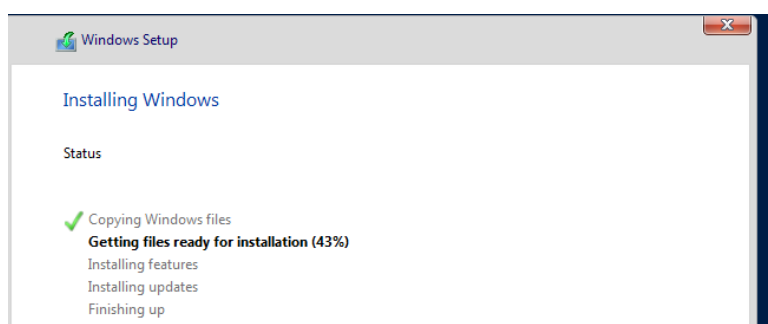 Windows Setup
Installing Windows
Status
Copying Windows files
Getting files ready for installation (43%)
Installing features
Installing updates
Finishing up